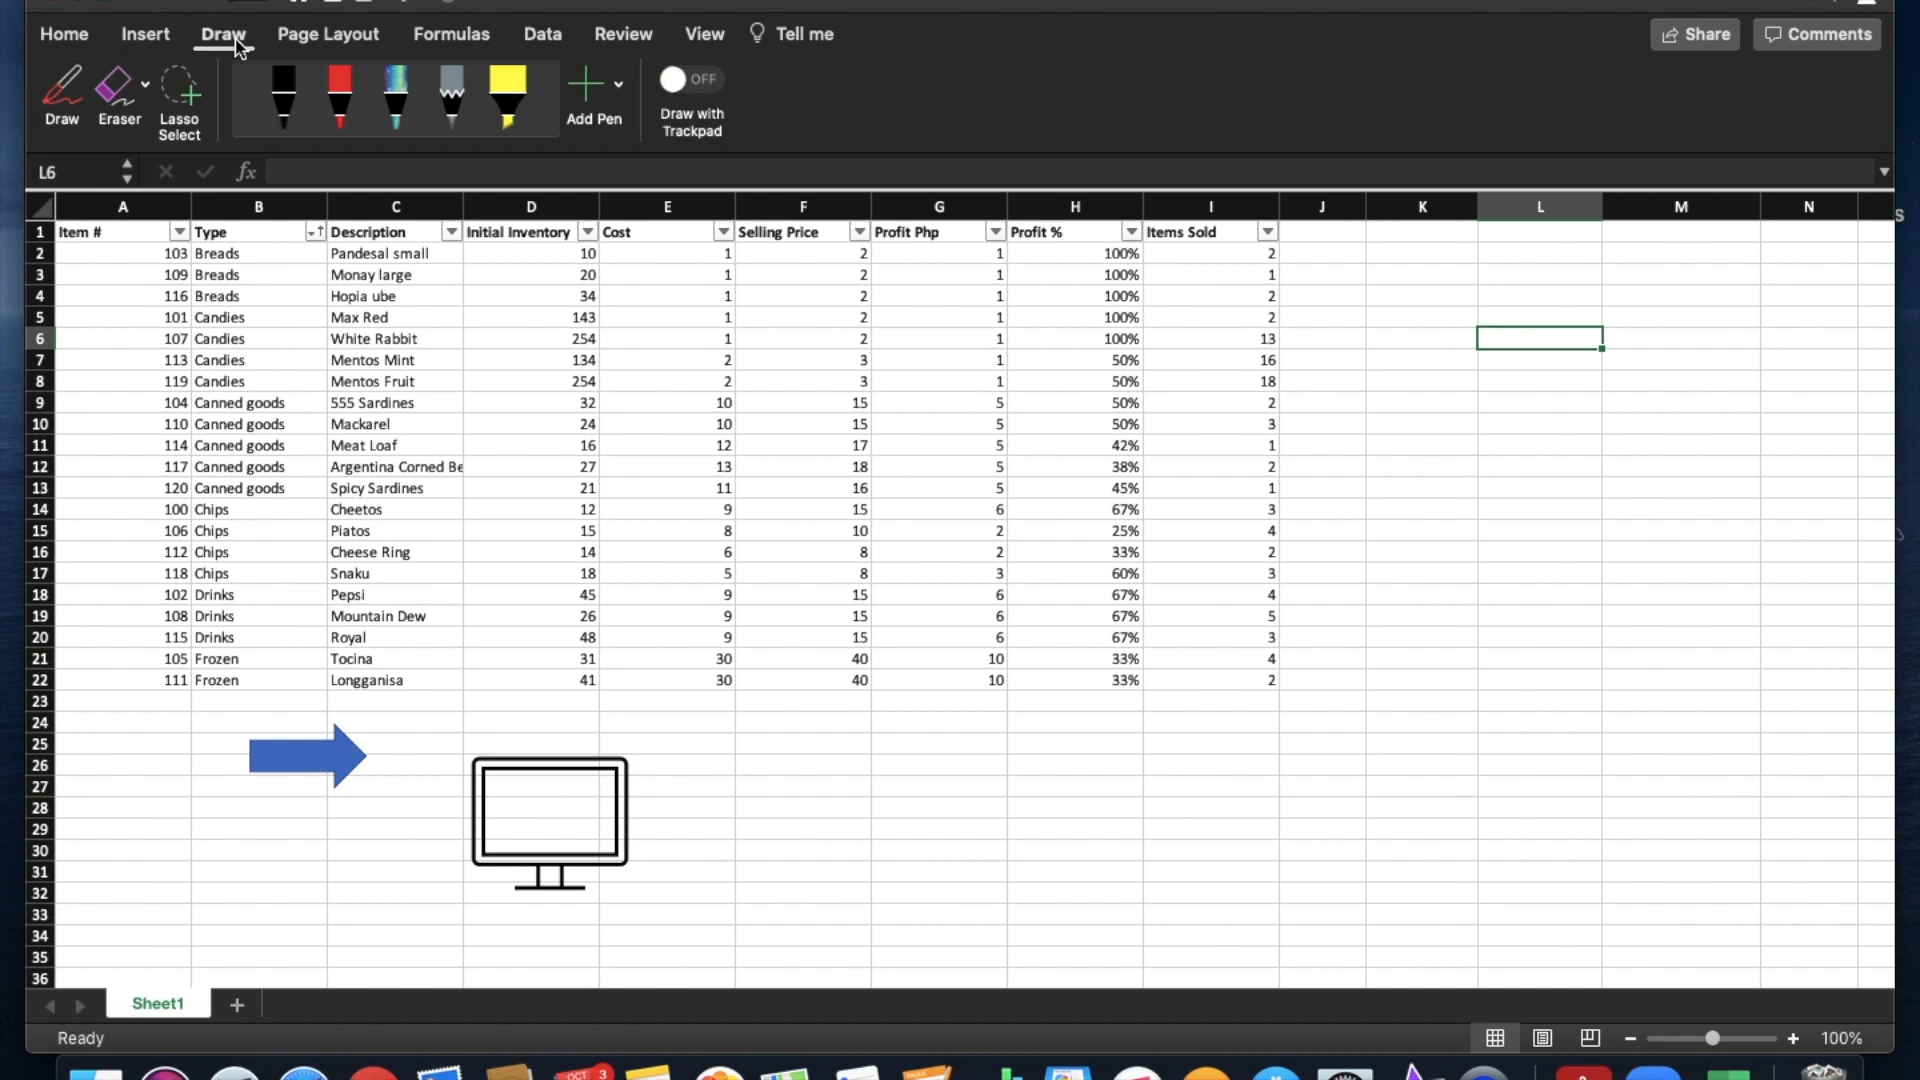 Home Insert Draw Page Layout Formulas Data Review View Tell me Share Comments
Draw Eraser Lasso Select Add Pen OFF Draw with Trackpad
L6 fx
A B C D E F G H I J K L M N
1 Item # Type Description Initial Inventory Cost Selling Price Profit Php Profit % Items Sold
2 103 Breads Pandesal small 10 1 2 1 100% 2
3 109 Breads Monay large 20 1 2 1 100% 1
4 116 Breads Hopia ube 34 1 2 1 100% 2
5 101 Candies Max Red 143 1 2 1 100% 2
6 107 Candies White Rabbit 254 1 2 1 100% 13
7 113 Candies Mentos Mint 134 2 3 1 50% 16
8 119 Candies Mentos Fruit 254 2 3 1 50% 18
9 104 Canned goods 555 Sardines 32 10 15 5 50% 2
10 110 Canned goods Mackarel 24 10 15 5 50% 3
11 114 Canned goods Meat Loaf 16 12 17 5 42% 1
12 117 Canned goods Argentina Corned Be 27 13 18 5 38% 2
13 120 Canned goods Spicy Sardines 21 11 16 5 45% 1
14 100 Chips Cheetos 12 9 15 6 67% 3
15 106 Chips Piatos 15 8 10 2 25% 4
16 112 Chips Cheese Ring 14 6 8 2 33% 2
17 118 Chips Snaku 18 5 8 3 60% 3
18 102 Drinks Pepsi 45 9 15 6 67% 4
19 108 Drinks Mountain Dew 26 9 15 6 67% 5
20 115 Drinks Royal 48 9 15 6 67% 3
21 105 Frozen Tocina 31 30 40 10 33% 4
22 111 Frozen Longganisa 41 30 40 10 33% 2
23
24
25
26
27
28
29
30
31
32
33
34
35
36
Sheet1
Ready 100%
OCT 3